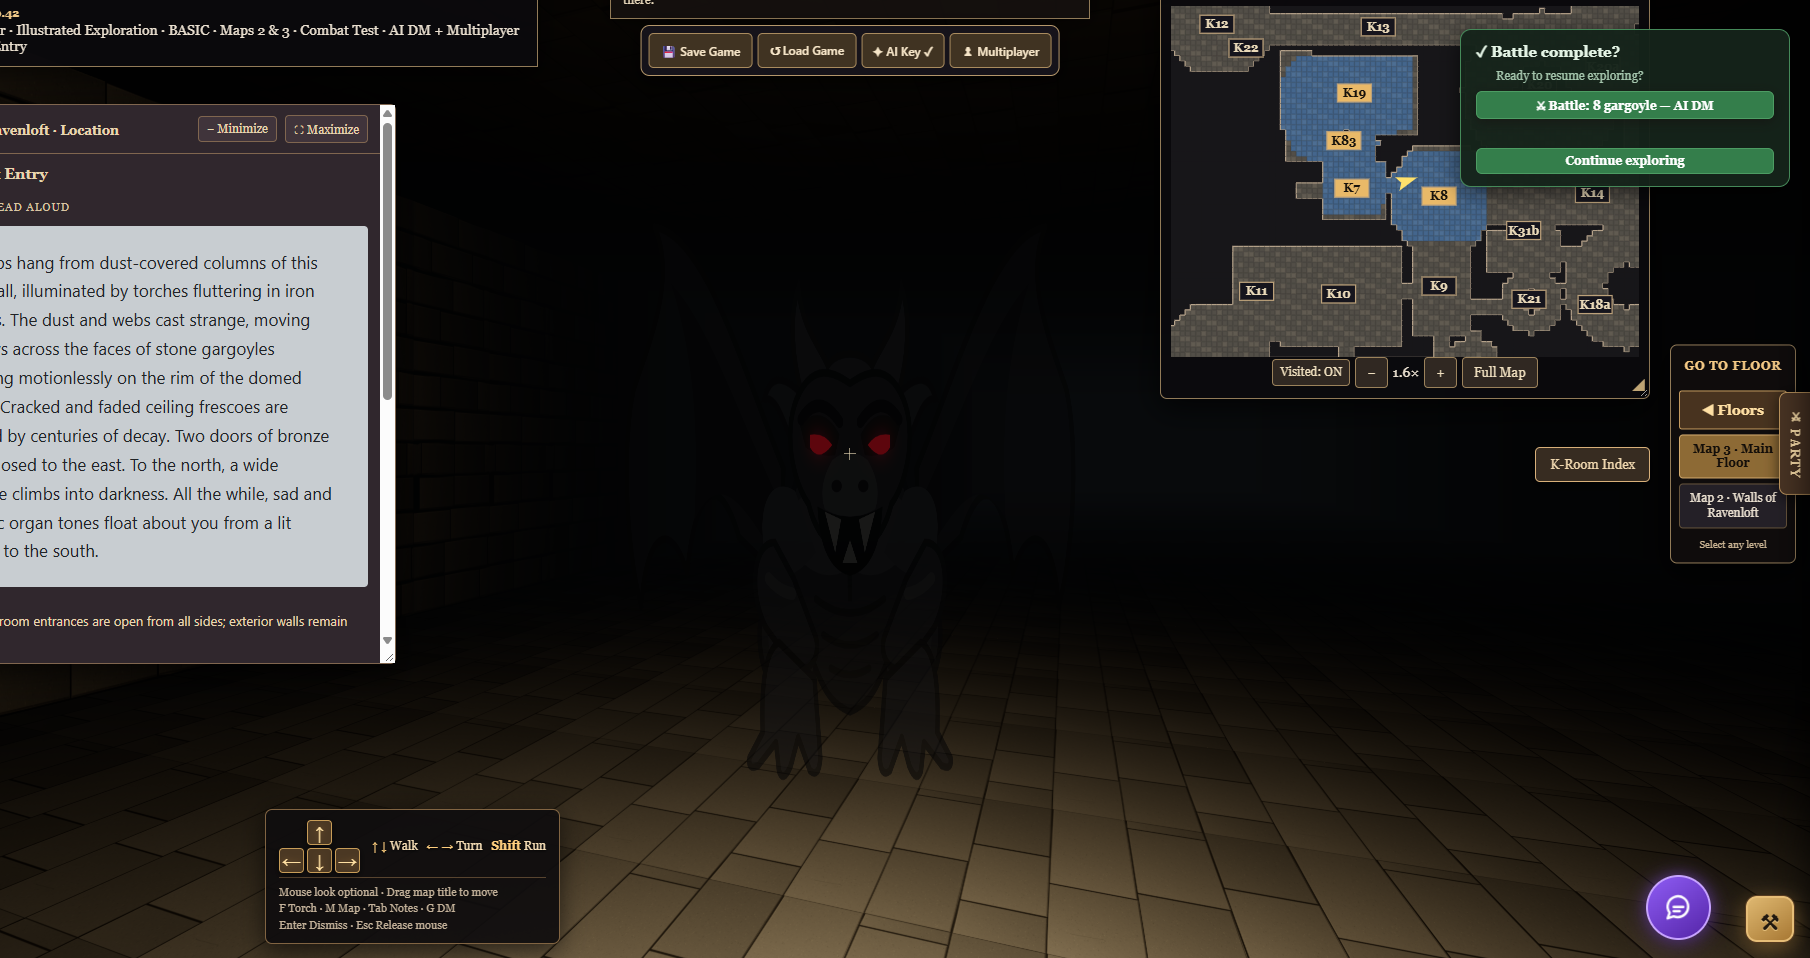 .42
r · Illustrated Exploration · BASIC · Maps 2 & 3 · Combat Test · AI DM + Multiplayer
Entry
there.
💾 Save Game
↺ Load Game
✦ AI Key ✓
♟ Multiplayer
venloft · Location
– Minimize
⛶ Maximize
Entry
EAD ALOUD
bs hang from dust-covered columns of this
all, illuminated by torches fluttering in iron
s. The dust and webs cast strange, moving
s across the faces of stone gargoyles
ng motionlessly on the rim of the domed
Cracked and faded ceiling frescoes are
d by centuries of decay. Two doors of bronze
osed to the east. To the north, a wide
e climbs into darkness. All the while, sad and
c organ tones float about you from a lit
to the south.
room entrances are open from all sides; exterior walls remain
K12
K13
K22
K19
K83
K7
K8
K14
K31b
K11
K10
K9
K21
K18a
Visited: ON
−
1.6×
+
Full Map
✓ Battle complete?
Ready to resume exploring?
⚔ Battle: 8 gargoyle — AI DM
Continue exploring
K-Room Index
GO TO FLOOR
◀ Floors
Map 3 · Main
Floor
Map 2 · Walls of
Ravenloft
Select any level
⚔ PARTY
↑
← ↓ →
↑↓ Walk ←→ Turn Shift Run
Mouse look optional · Drag map title to move
F Torch · M Map · Tab Notes · G DM
Enter Dismiss · Esc Release mouse